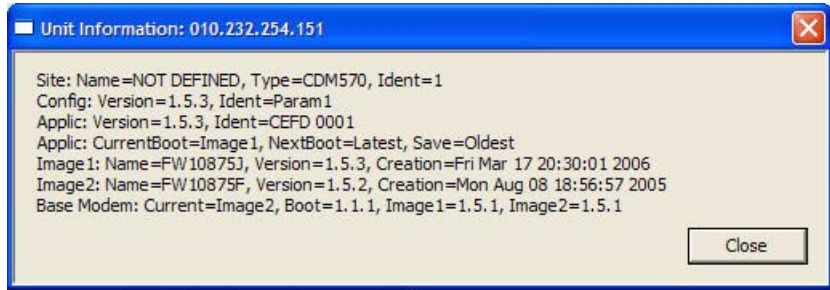 Unit Information: 010.232.254.151
Site: Name=NOT DEFINED, Type=CDM570, Ident=1
Config: Version=1.5.3, Ident=Param1
Applic: Version=1.5.3, Ident=CEFD 0001
Applic: CurrentBoot=Image1, NextBoot=Latest, Save=Oldest
Image1: Name=FW10875J, Version=1.5.3, Creation=Fri Mar 17 20:30:01 2006
Image2: Name=FW10875F, Version=1.5.2, Creation=Mon Aug 08 18:56:57 2005
Base Modem: Current=Image2, Boot=1.1.1, Image1=1.5.1, Image2=1.5.1
Close